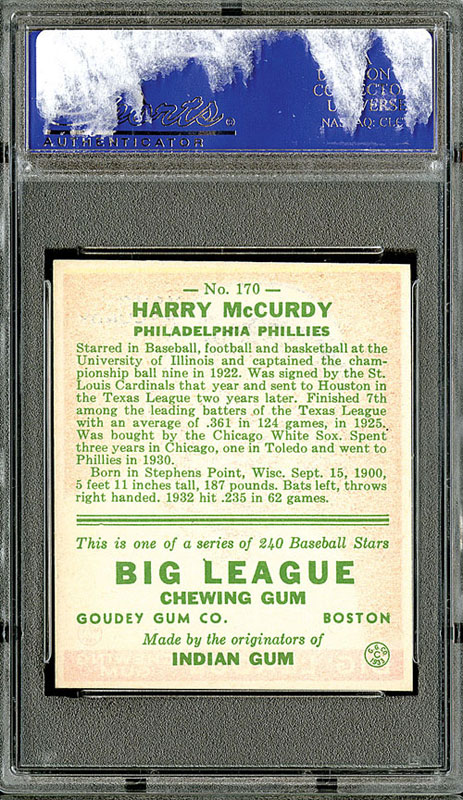 COLLECTORS
UNIVERSE
NASDAQ: CLCT
AUTHENTICATOR
— No. 170 —
HARRY McCURDY
PHILADELPHIA PHILLIES
Starred in Baseball, football and basketball at the
University of Illinois and captained the cham-
pionship ball nine in 1922. Was signed by the St.
Louis Cardinals that year and sent to Houston in
the Texas League two years later. Finished 7th
among the leading batters of the Texas League
with an average of .361 in 124 games, in 1925.
Was bought by the Chicago White Sox. Spent
three years in Chicago, one in Toledo and went to
Phillies in 1930.
Born in Stephens Point, Wisc. Sept. 15, 1900,
5 feet 11 inches tall, 187 pounds. Bats left, throws
right handed. 1932 hit .235 in 62 games.
This is one of a series of 240 Baseball Stars
BIG LEAGUE
CHEWING GUM
GOUDEY GUM CO. BOSTON
Made by the originators of
INDIAN GUM
G.G.CO.
C
1933